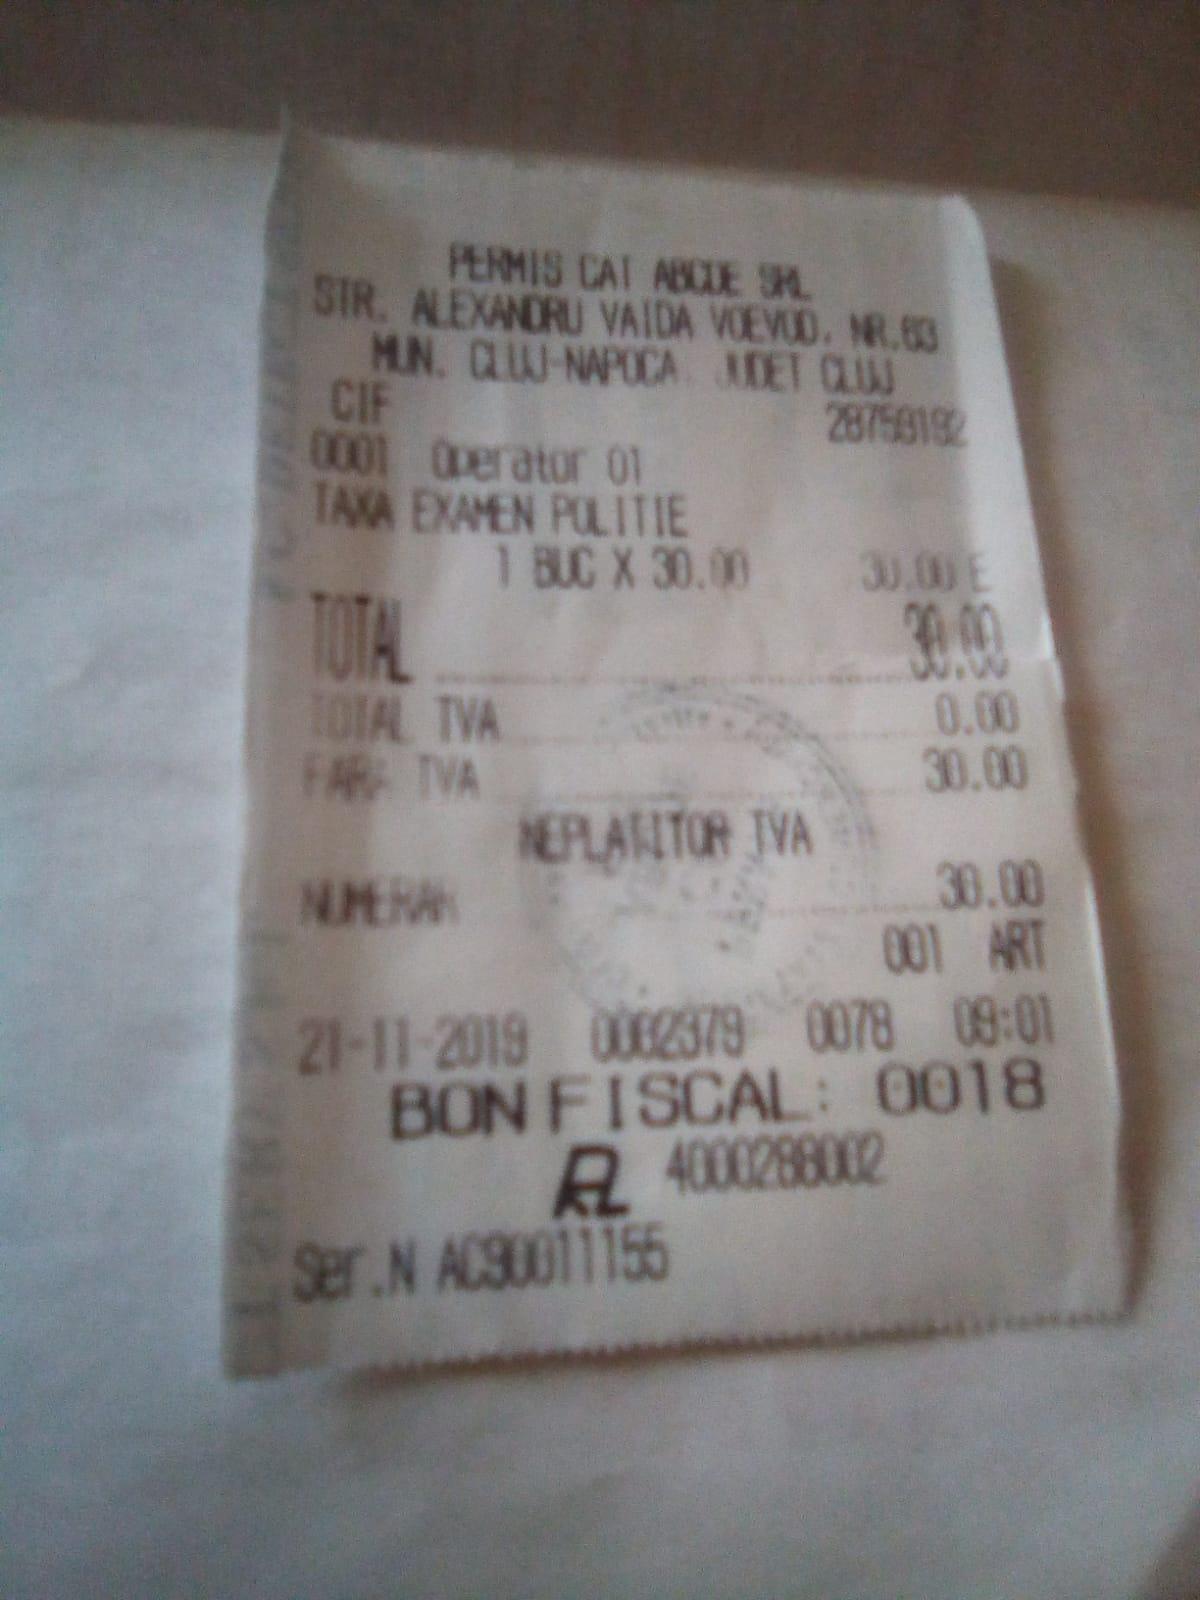 PERMIS CAT ABCDE SRL
STR. ALEXANDRU VAIDA VOEVOD. NR.63
MUN. CLUJ-NAPOCA. JUDET CLUJ
CIF 28759192
0001 Operator 01
TAXA EXAMEN POLITIE
1 BUC X 30.00 30.00 E
TOTAL 30.00
TOTAL TVA 0.00
FARA TVA 30.00
NEPLATITOR TVA
NUMERAR 30.00
001 ART
21-11-2019 0002379 0078 09:01
BON FISCAL: 0018
4000288002
Ser.N AC90011155